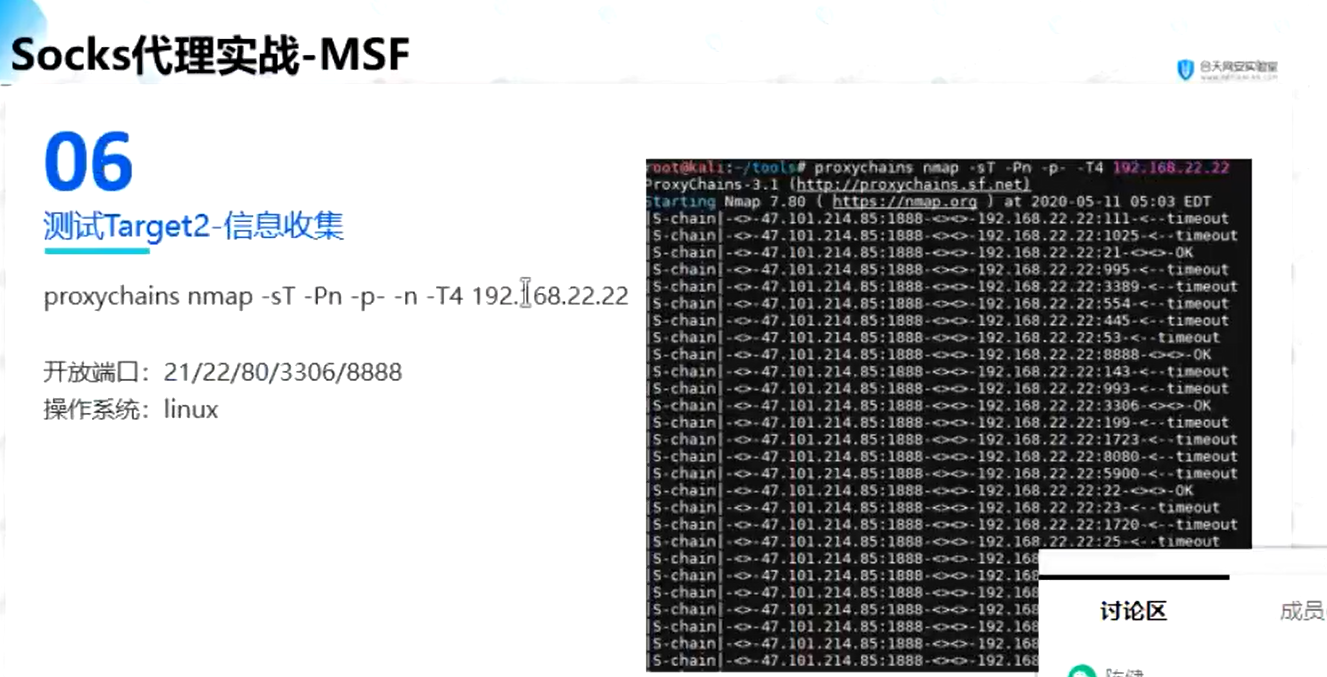 Socks代理实战-MSF
合天网安实验室
06
测试Target2-信息收集
proxychains nmap -sT -Pn -p- -n -T4 192.168.22.22
开放端口：21/22/80/3306/8888
操作系统：linux
root@kali:~/tools# proxychains nmap -sT -Pn -p- -T4 192.168.22.22
ProxyChains-3.1 (http://proxychains.sf.net)
Starting Nmap 7.80 ( https://nmap.org ) at 2020-05-11 05:03 EDT
|S-chain|-<>-47.101.214.85:1888-<><>-192.168.22.22:111-<--timeout
|S-chain|-<>-47.101.214.85:1888-<><>-192.168.22.22:1025-<--timeout
|S-chain|-<>-47.101.214.85:1888-<><>-192.168.22.22:21-<><>-OK
|S-chain|-<>-47.101.214.85:1888-<><>-192.168.22.22:995-<--timeout
|S-chain|-<>-47.101.214.85:1888-<><>-192.168.22.22:3389-<--timeout
|S-chain|-<>-47.101.214.85:1888-<><>-192.168.22.22:554-<--timeout
|S-chain|-<>-47.101.214.85:1888-<><>-192.168.22.22:445-<--timeout
|S-chain|-<>-47.101.214.85:1888-<><>-192.168.22.22:53-<--timeout
|S-chain|-<>-47.101.214.85:1888-<><>-192.168.22.22:8888-<><>-OK
|S-chain|-<>-47.101.214.85:1888-<><>-192.168.22.22:143-<--timeout
|S-chain|-<>-47.101.214.85:1888-<><>-192.168.22.22:993-<--timeout
|S-chain|-<>-47.101.214.85:1888-<><>-192.168.22.22:3306-<><>-OK
|S-chain|-<>-47.101.214.85:1888-<><>-192.168.22.22:199-<--timeout
|S-chain|-<>-47.101.214.85:1888-<><>-192.168.22.22:1723-<--timeout
|S-chain|-<>-47.101.214.85:1888-<><>-192.168.22.22:8080-<--timeout
|S-chain|-<>-47.101.214.85:1888-<><>-192.168.22.22:5900-<--timeout
|S-chain|-<>-47.101.214.85:1888-<><>-192.168.22.22:22-<><>-OK
|S-chain|-<>-47.101.214.85:1888-<><>-192.168.22.22:23-<--timeout
|S-chain|-<>-47.101.214.85:1888-<><>-192.168.22.22:1720-<--timeout
|S-chain|-<>-47.101.214.85:1888-<><>-192.168.22.22:25-<--timeout
|S-chain|-<>-47.101.214.85:1888-<><>-192.168
|S-chain|-<>-47.101.214.85:1888-<><>-192.168
|S-chain|-<>-47.101.214.85:1888-<><>-192.168
|S-chain|-<>-47.101.214.85:1888-<><>-192.168
|S-chain|-<>-47.101.214.85:1888-<><>-192.168
|S-chain|-<>-47.101.214.85:1888-<><>-192.168
|S-chain|-<>-47.101.214.85:1888-<><>-192.168
讨论区
成员